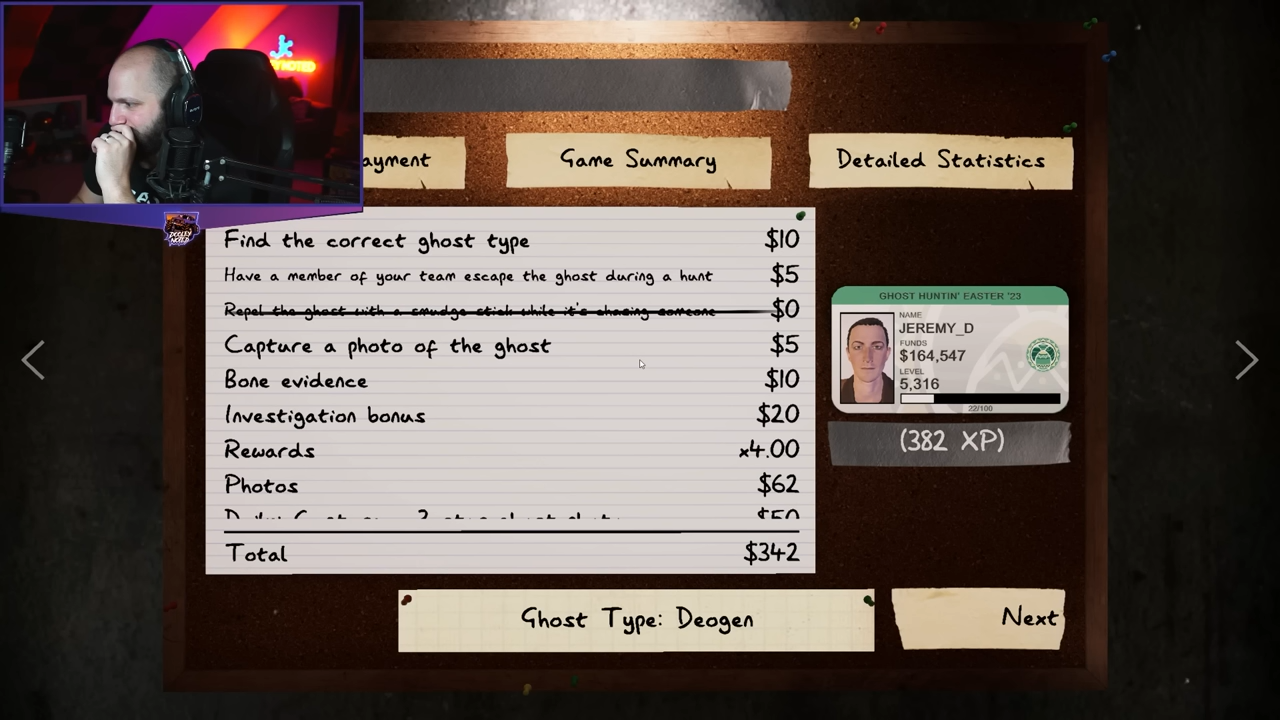 ayment
Game Summary
Detailed Statistics
Find the correct ghost type $10
Have a member of your team escape the ghost during a hunt $5
Repel the ghost with a smudge stick while it's chasing someone $0
Capture a photo of the ghost $5
Bone evidence $10
Investigation bonus $20
Rewards x4.00
Photos $62
$50
Total $342
GHOST HUNTIN' EASTER '23
NAME
JEREMY_D
FUNDS
$164,547
LEVEL
5,316
22/100
(382 XP)
Ghost Type: Deogen
Next
DOOLEY
NOTED